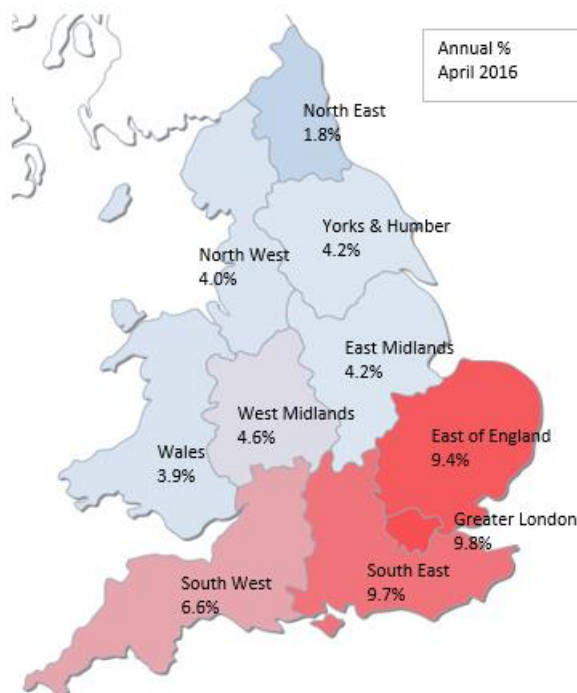 Annual %
April 2016
North East
1.8%
Yorks & Humber
4.2%
North West
4.0%
East Midlands
4.2%
West Midlands
4.6%
East of England
9.4%
Wales
3.9%
Greater London
9.8%
South East
9.7%
South West
6.6%